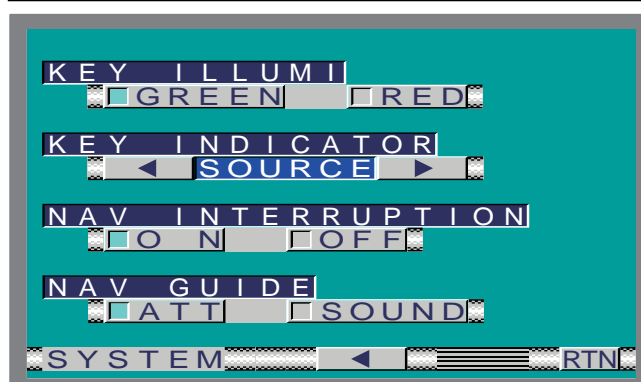 KEY ILLUMI
GREEN RED
KEY INDICATOR
◄ SOURCE ►
NAV INTERRUPTION
ON OFF
NAV GUIDE
ATT SOUND
SYSTEM ◄ RTN